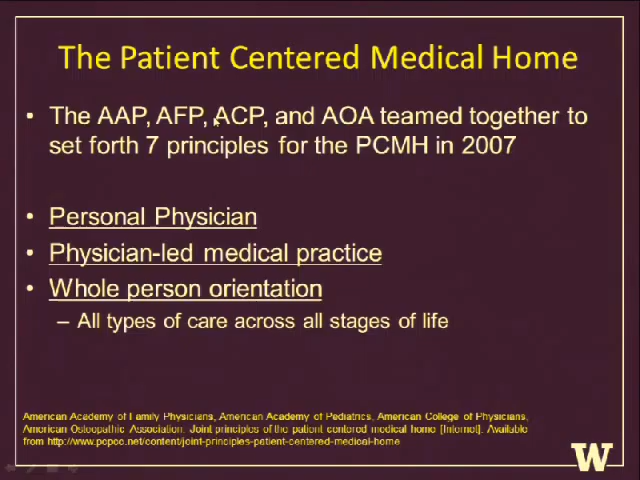 The Patient Centered Medical Home
• The AAP, AFP, ACP, and AOA teamed together to
set forth 7 principles for the PCMH in 2007
• Personal Physician
• Physician-led medical practice
• Whole person orientation
– All types of care across all stages of life
American Academy of Family Physicians, American Academy of Pediatrics, American College of Physicians,
American Osteopathic Association. Joint principles of the patient centered medical home [Internet]. Available
from http://www.pcpcc.net/content/joint-principles-patient-centered-medical-home
W